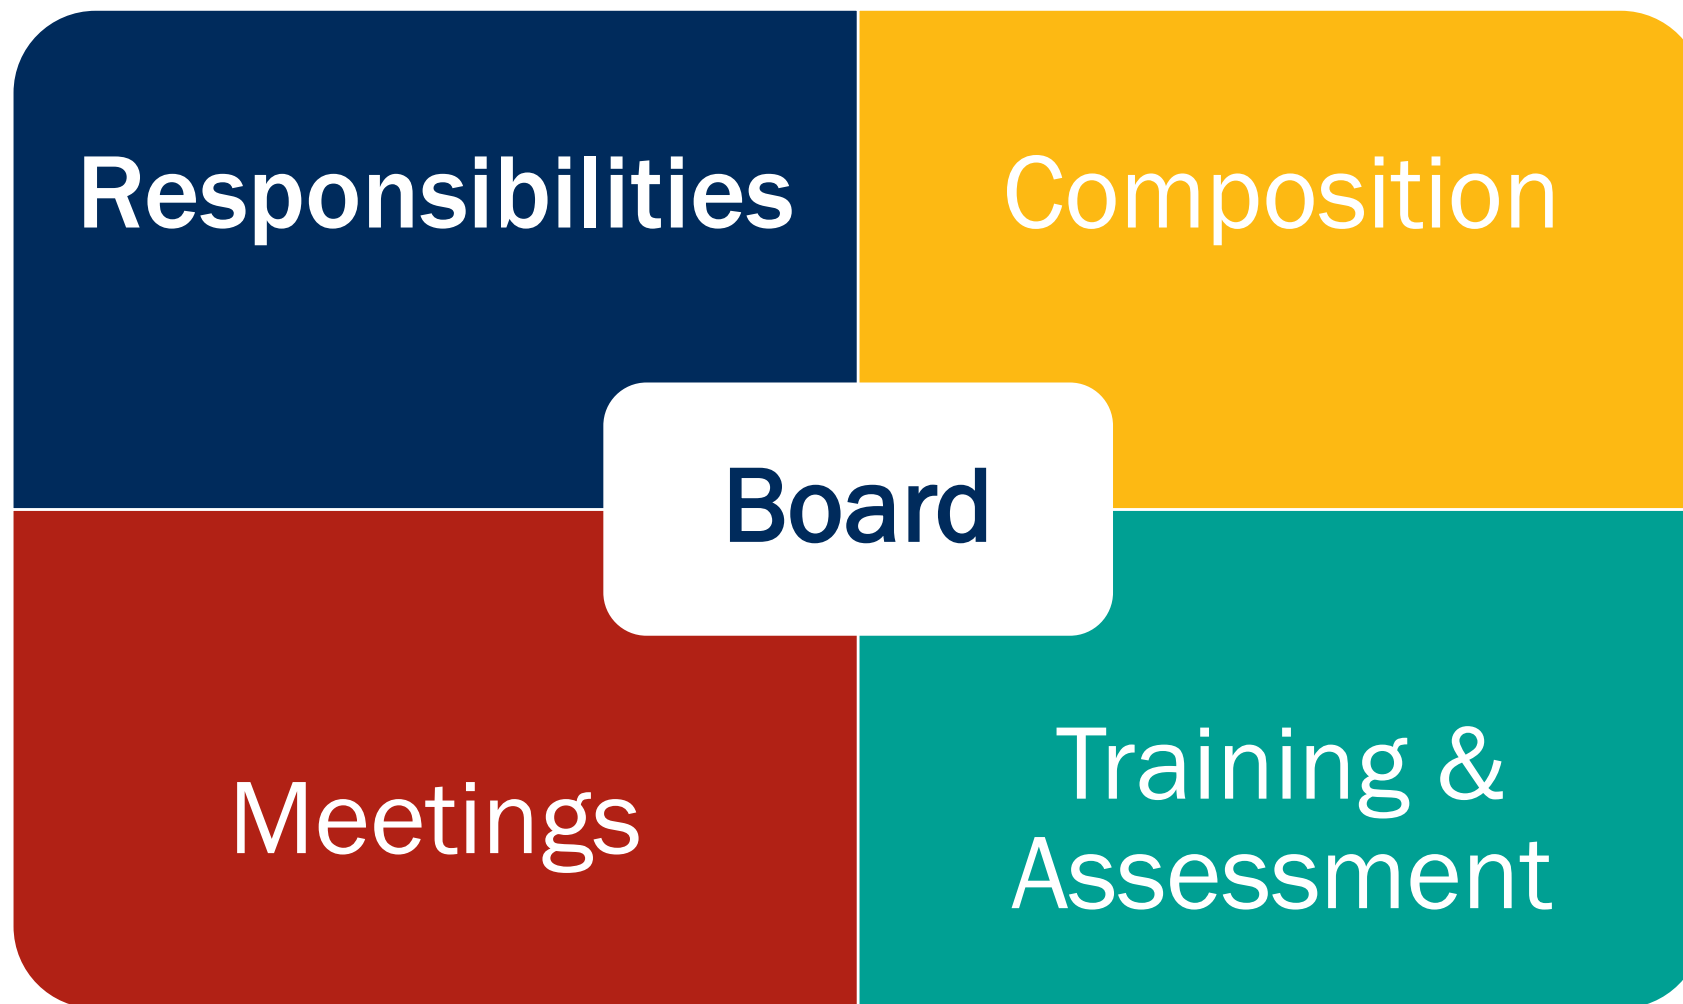 Responsibilities
Composition
Board
Meetings
Training &
Assessment